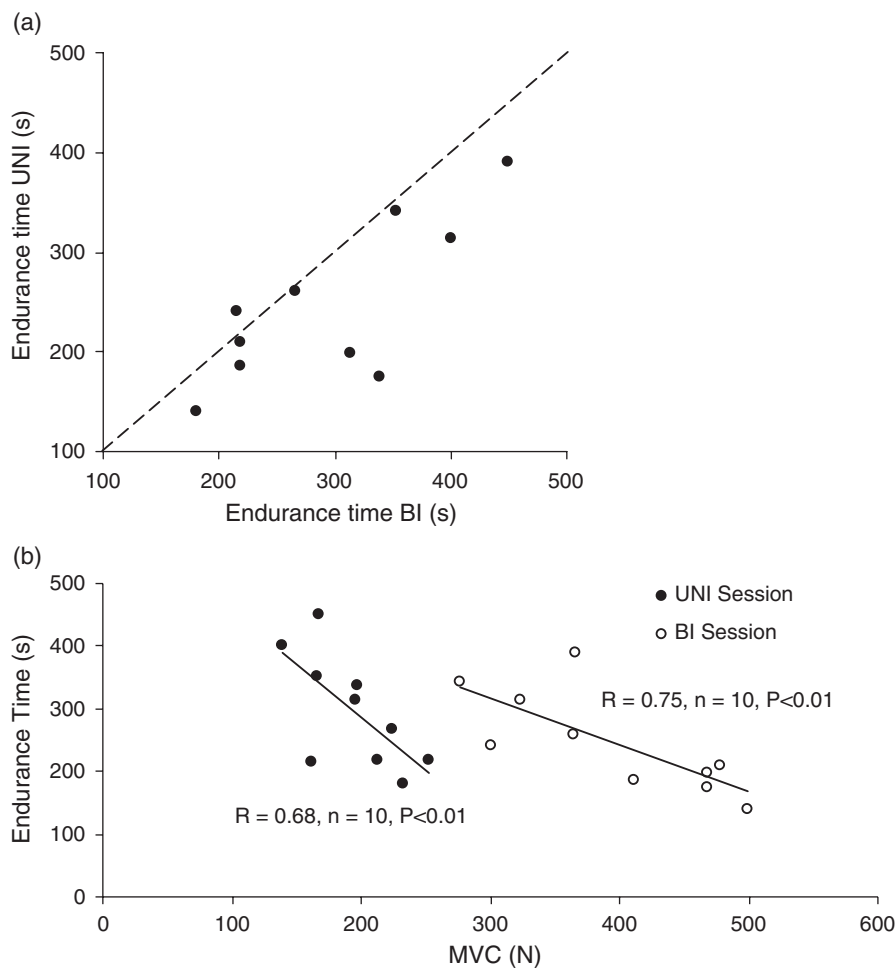 (a)
500
400
300
200
100
Endurance time UNI (s)
100 200 300 400 500
Endurance time BI (s)
(b)
500
400
300
200
100
0
Endurance Time (s)
UNI Session
BI Session
R = 0.75, n = 10, P<0.01
R = 0.68, n = 10, P<0.01
0 100 200 300 400 500 600
MVC (N)